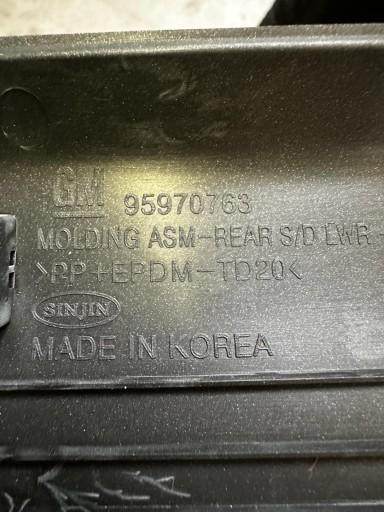 GM 95970763
MOLDING ASM-REAR S/D LWR -
>PP+EPDM-TD20<
SINJIN
MADE IN KOREA